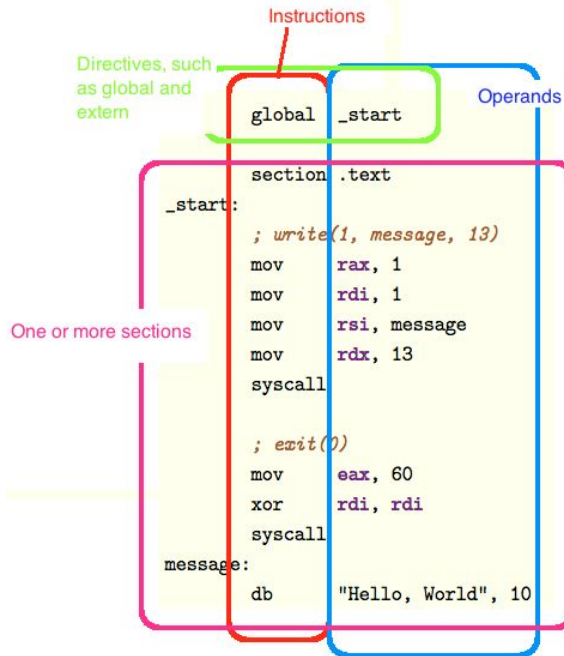 Instructions
Directives, such
as global and
extern
Operands
global _start
section .text
_start:
; write(1, message, 13)
mov rax, 1
mov rdi, 1
One or more sections
mov rsi, message
mov rdx, 13
syscall
; exit(0)
mov eax, 60
xor rdi, rdi
syscall
message:
db "Hello, World", 10